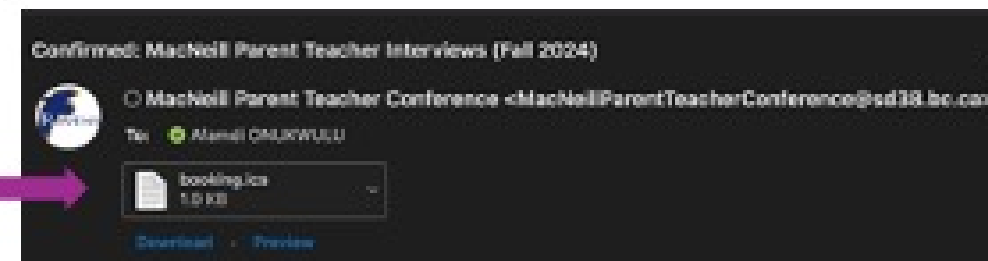 Confirmed: MacNeill Parent Teacher Interviews (Fall 2024)
MacNeill Parent Teacher Conference <MacNeillParentTeacherConference@sd38.bc.ca>
To: ONUKWULU
booking.ics
1.0 KB
Download - Preview